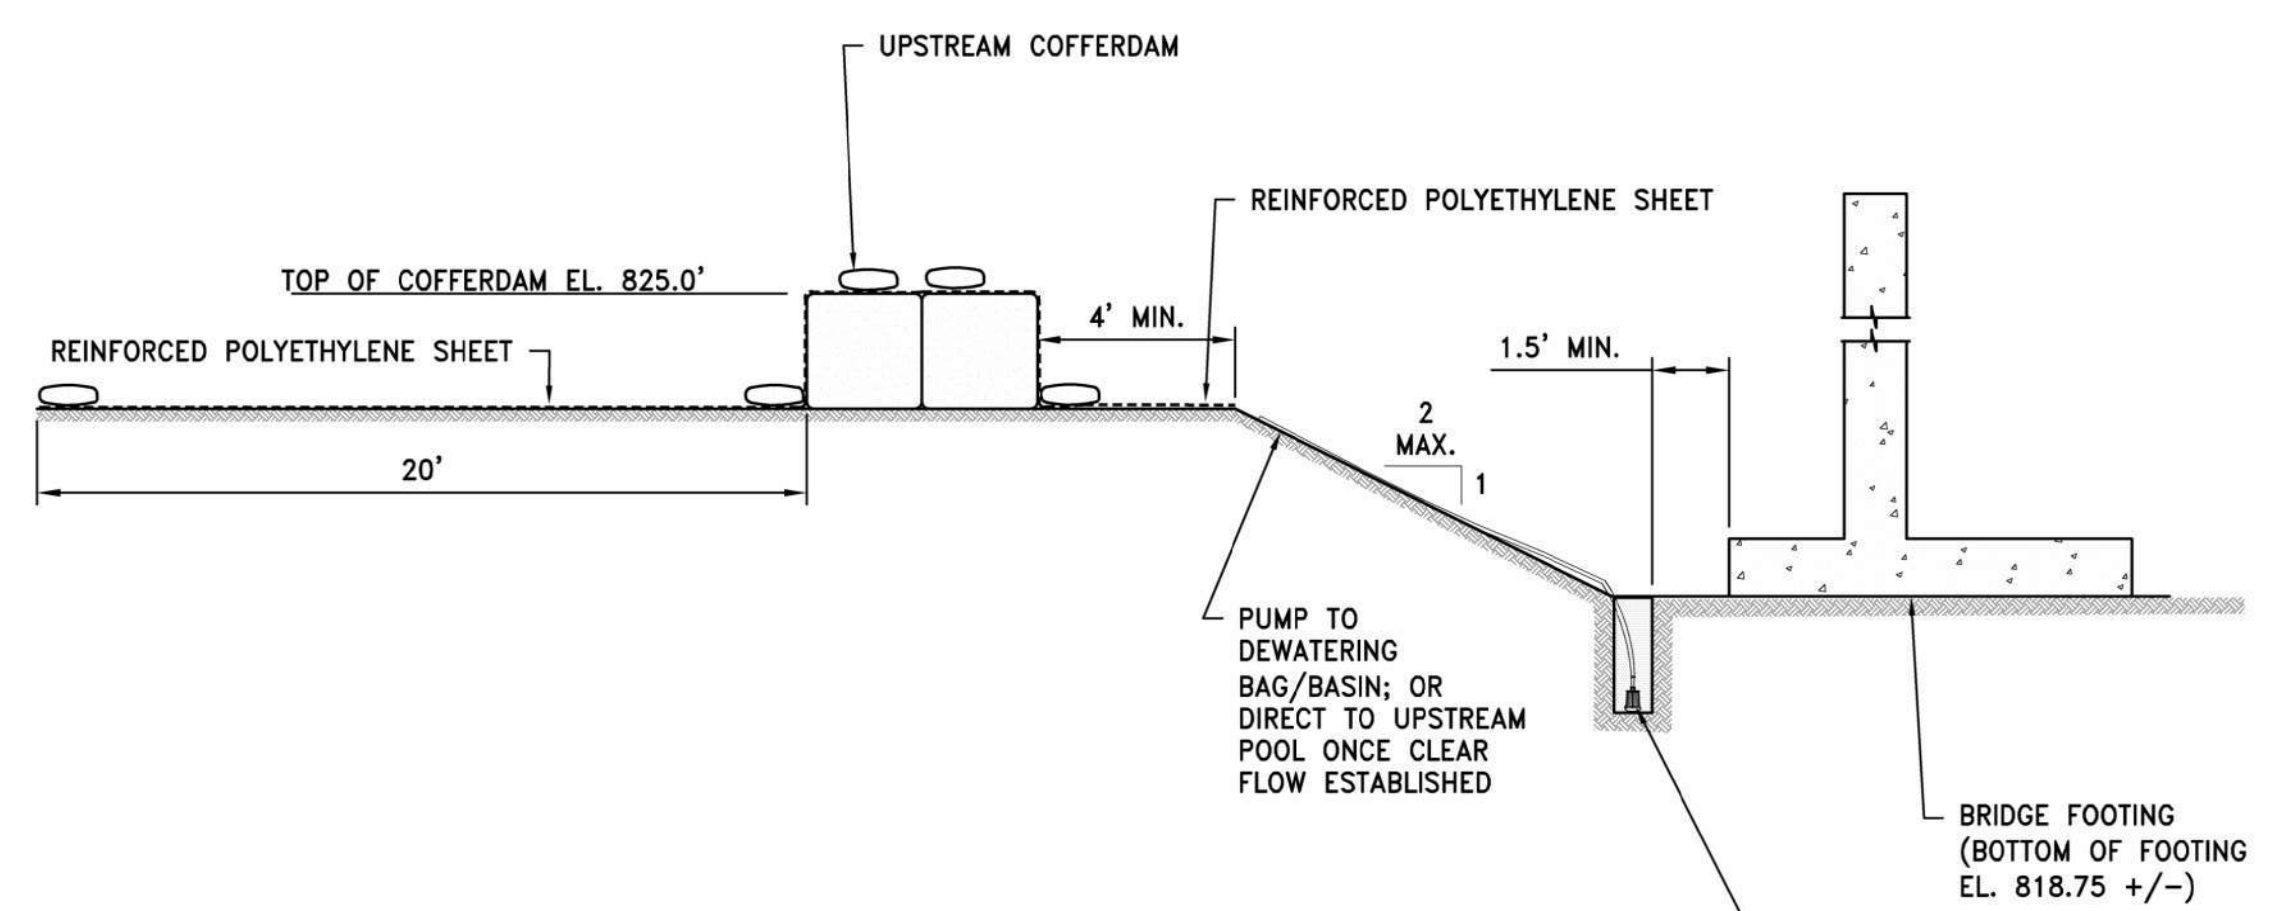 UPSTREAM COFFERDAM
REINFORCED POLYETHYLENE SHEET
TOP OF COFFERDAM EL. 825.0'
4' MIN.
REINFORCED POLYETHYLENE SHEET
1.5' MIN.
2
MAX.
1
20'
PUMP TO
DEWATERING
BAG/BASIN; OR
DIRECT TO UPSTREAM
POOL ONCE CLEAR
FLOW ESTABLISHED
BRIDGE FOOTING
(BOTTOM OF FOOTING
EL. 818.75 +/-)